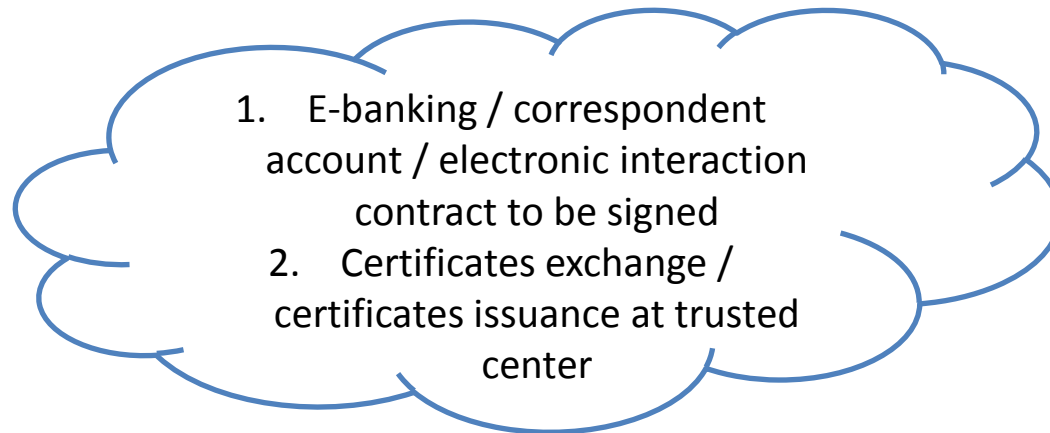 1. E-banking / correspondent
account / electronic interaction
contract to be signed
2. Certificates exchange /
certificates issuance at trusted
center